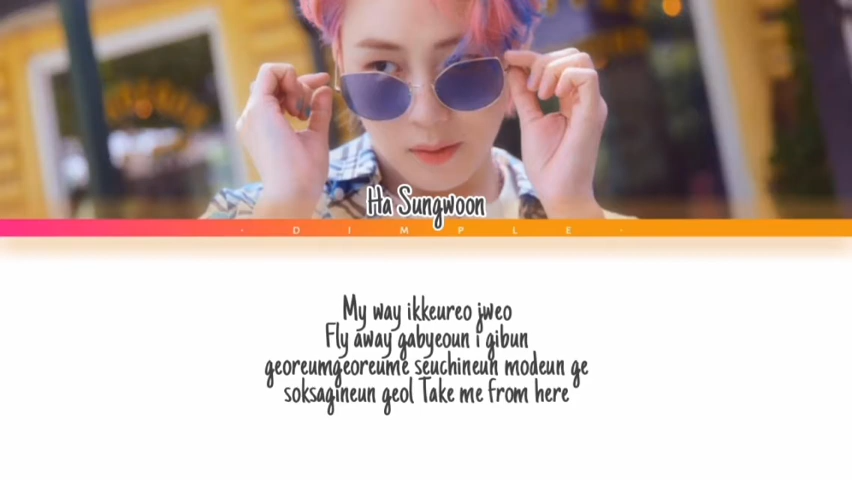 Ha Sungwoon
· D I M P L E ·
My way ikkeureo jweo
Fly away gabyeoun i gibun
georeumgeoreume seuchineun modeun ge
soksagineun geol Take me from here